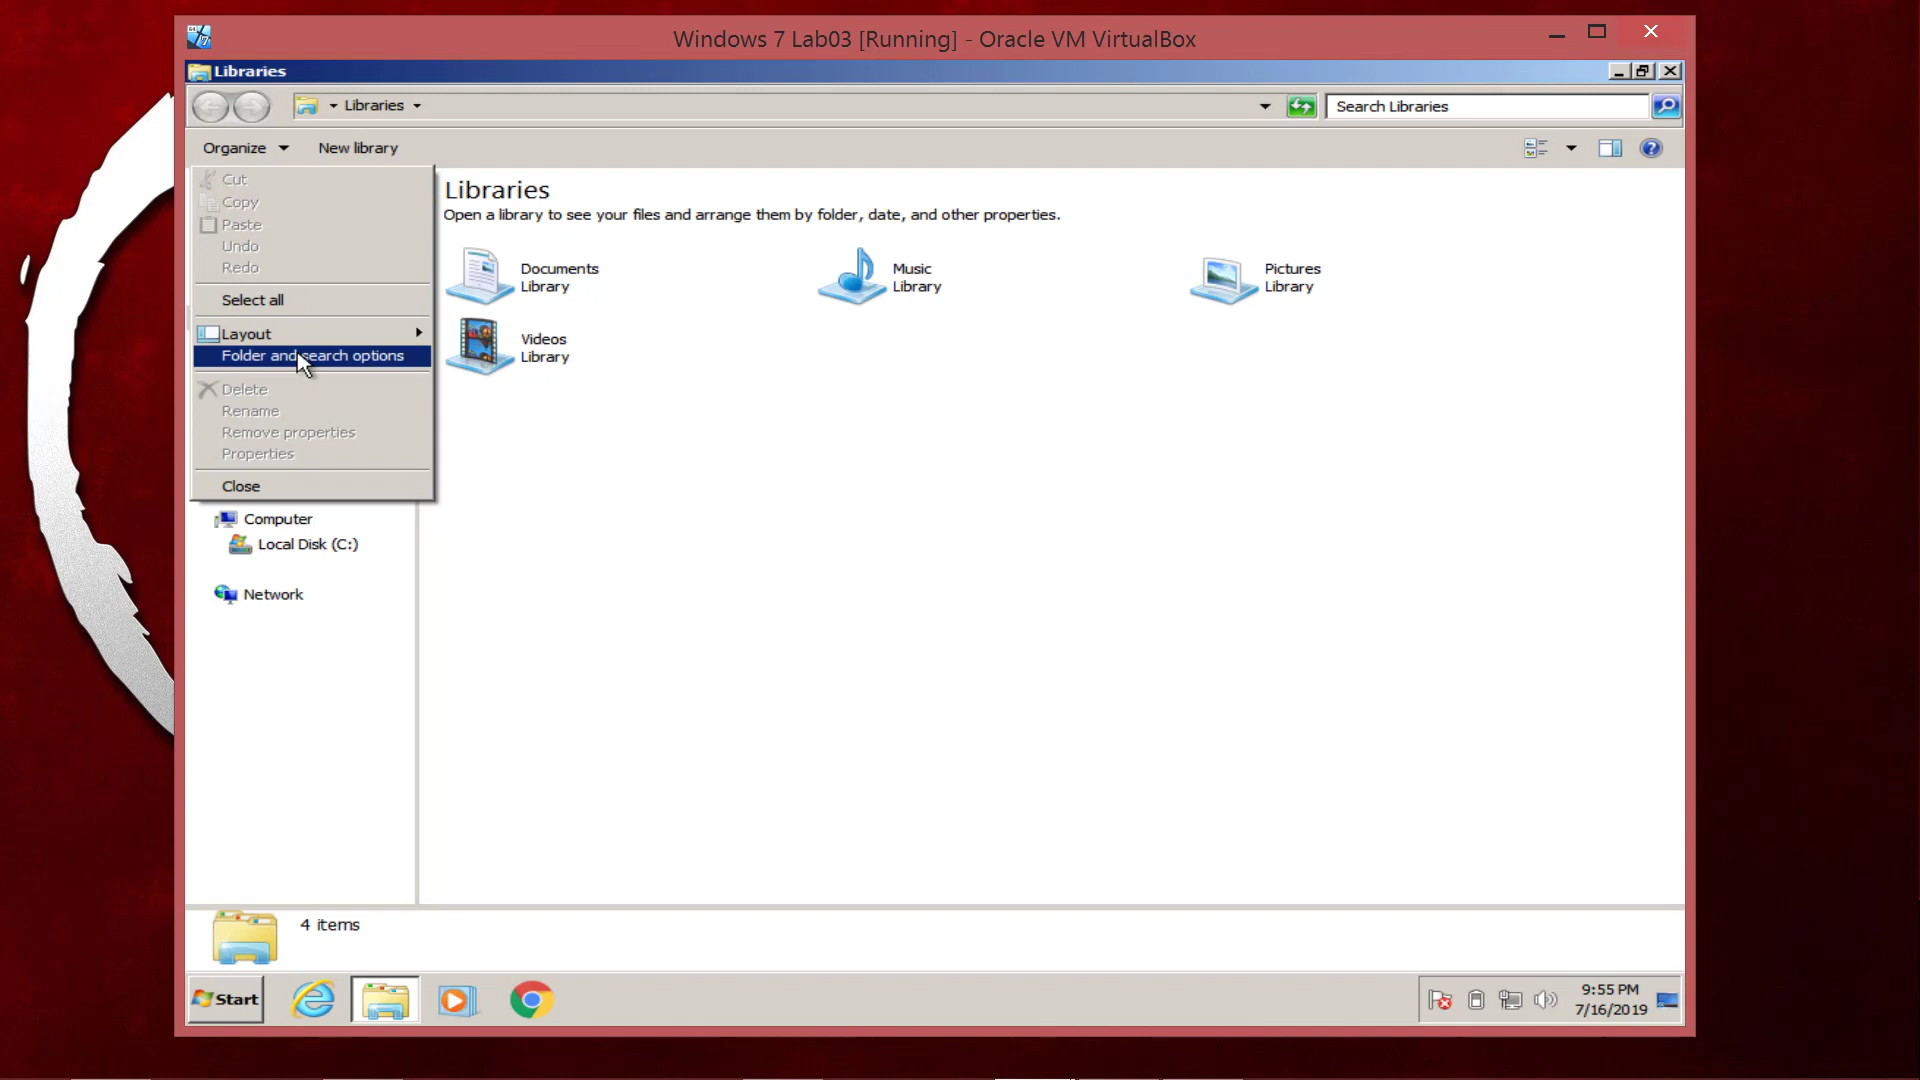 Windows 7 Lab03 [Running] - Oracle VM VirtualBox
Libraries
Libraries
Search Libraries
Organize
New library
Cut
Copy
Paste
Undo
Redo
Select all
Layout
Folder and search options
Delete
Rename
Remove properties
Properties
Close
Computer
Local Disk (C:)
Network
Libraries
Open a library to see your files and arrange them by folder, date, and other properties.
Documents
Library
Music
Library
Pictures
Library
Videos
Library
4 items
Start
9:55 PM
7/16/2019